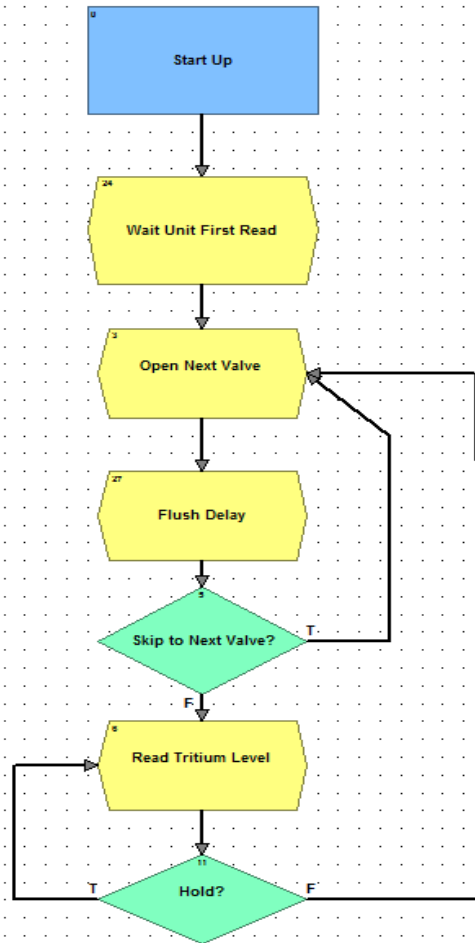 0
Start Up
24
Wait Unit First Read
3
Open Next Valve
27
Flush Delay
5
Skip to Next Valve?
T
F
6
Read Tritium Level
11
T
Hold?
F